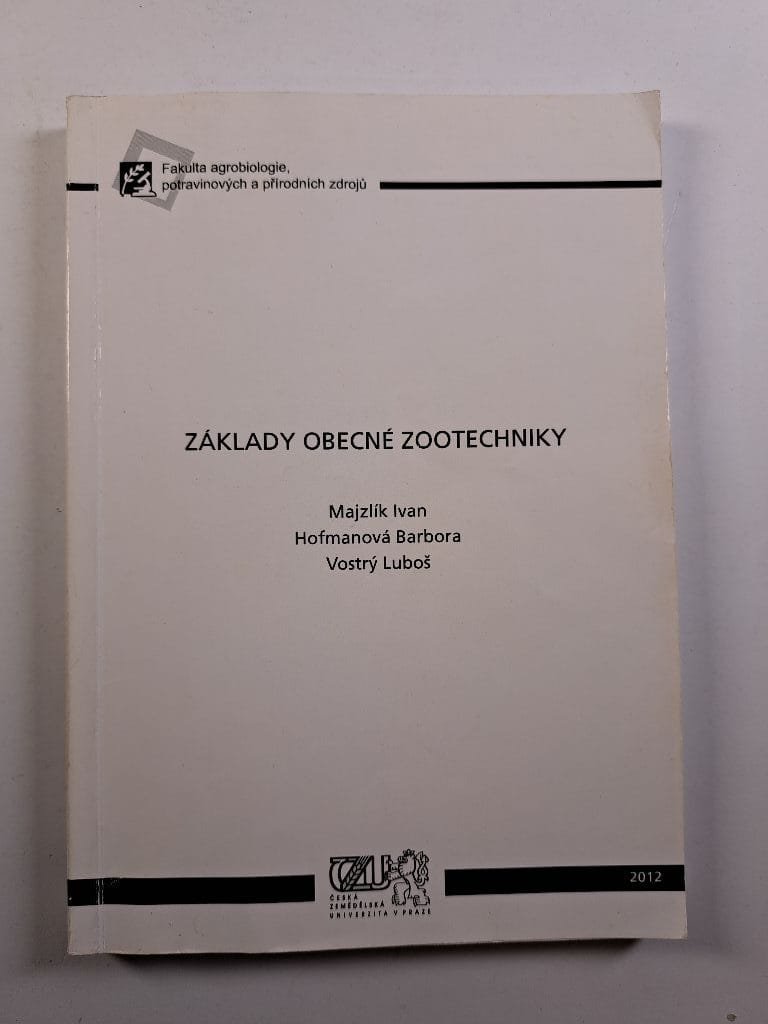 Fakulta agrobiologie,
potravinových a přírodních zdrojů
ZÁKLADY OBECNÉ ZOOTECHNIKY
Majzlík Ivan
Hofmanová Barbora
Vostrý Luboš
ČZU
ČESKÁ
ZEMĚDĚLSKÁ
UNIVERZITA V PRAZE
2012